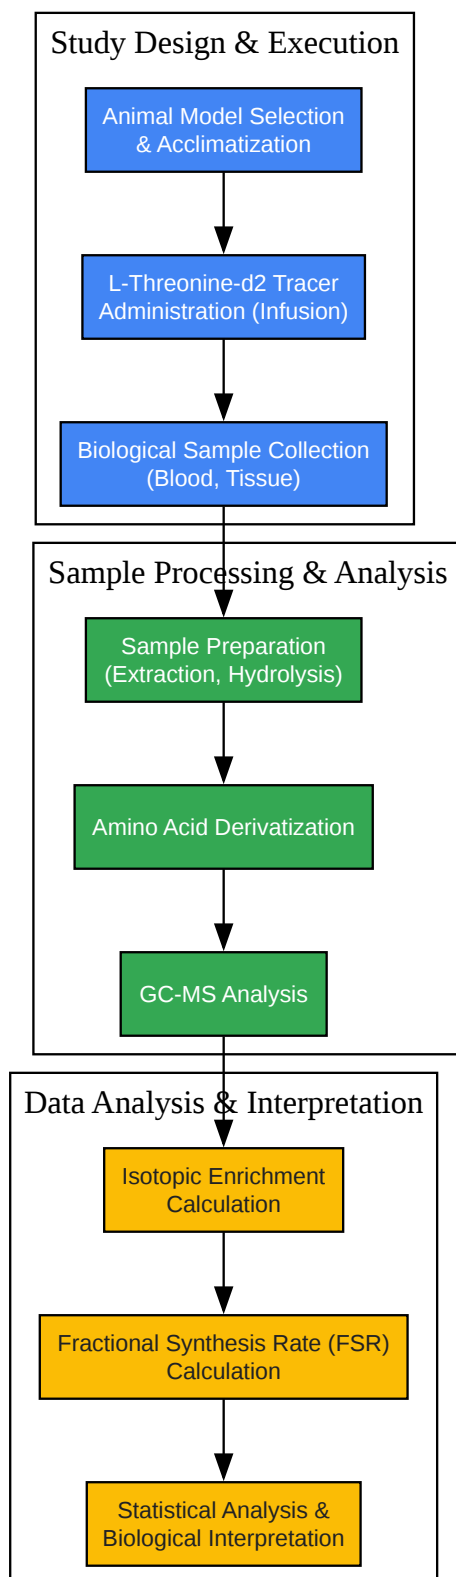 Study Design & Execution
Animal Model Selection
& Acclimatization
L-Threonine-d2 Tracer
Administration (Infusion)
Biological Sample Collection
(Blood, Tissue)
Sample Processing & Analysis
Sample Preparation
(Extraction, Hydrolysis)
Amino Acid Derivatization
GC-MS Analysis
Data Analysis & Interpretation
Isotopic Enrichment
Calculation
Fractional Synthesis Rate (FSR)
Calculation
Statistical Analysis &
Biological Interpretation